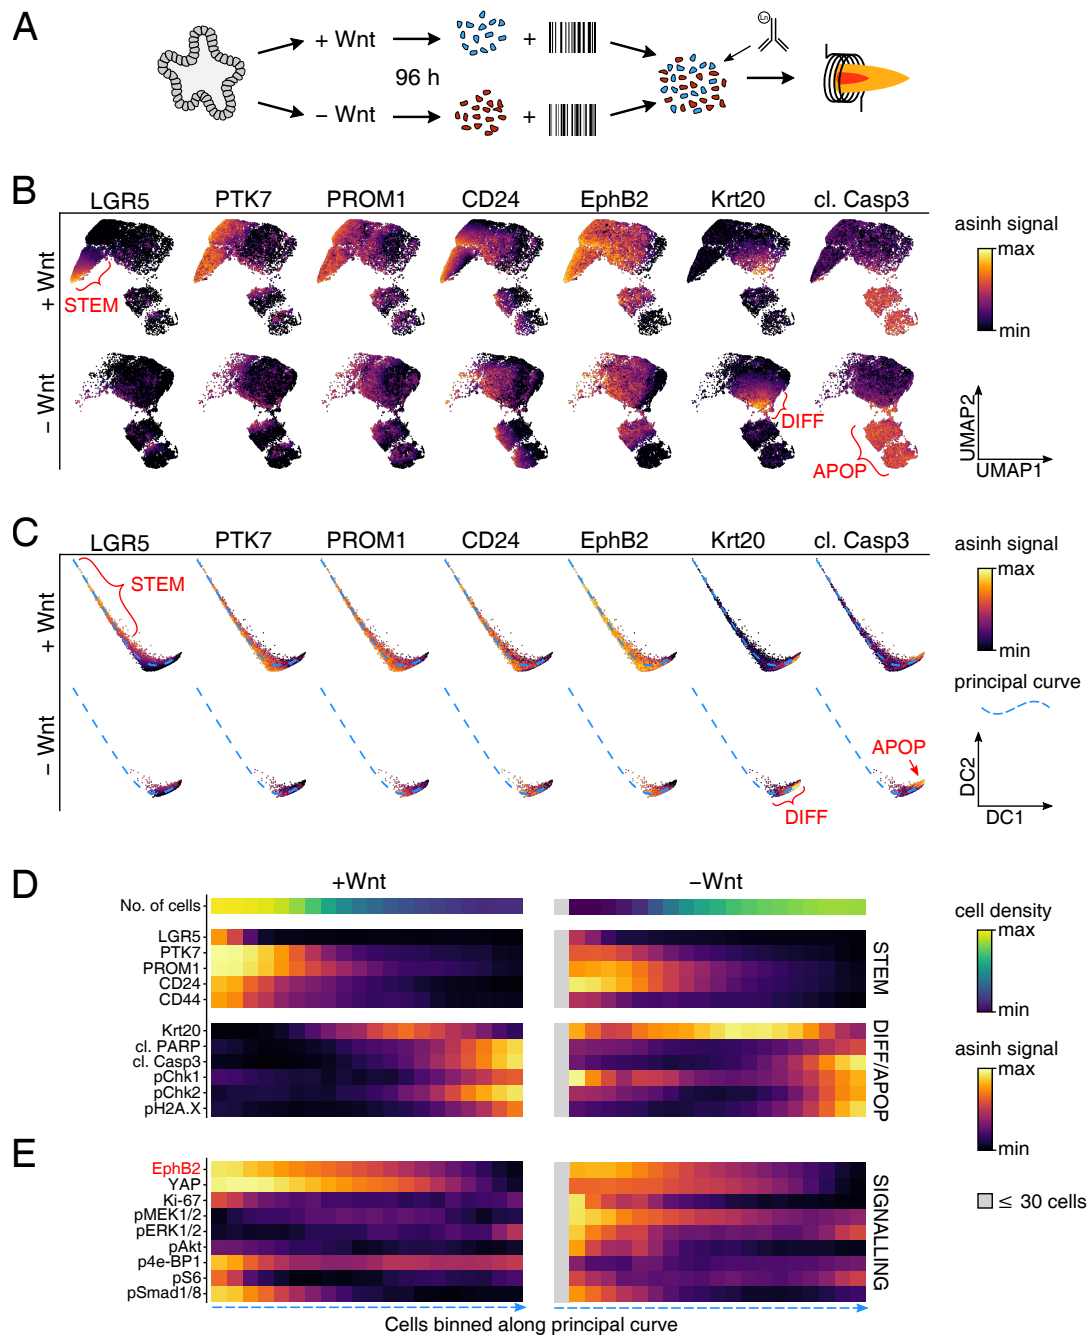 A
+ Wnt
+
Ln
96 h
− Wnt
+
B
LGR5 PTK7 PROM1 CD24 EphB2 Krt20 cl. Casp3
asinh signal
max
min
+ Wnt
STEM
− Wnt
DIFF
APOP
UMAP2
UMAP1
C
LGR5 PTK7 PROM1 CD24 EphB2 Krt20 cl. Casp3
asinh signal
max
min
+ Wnt
STEM
principal curve
− Wnt
APOP
DIFF
DC2
DC1
D
+Wnt −Wnt
No. of cells
LGR5
PTK7
PROM1
CD24
CD44
STEM
Krt20
cl. PARP
cl. Casp3
pChk1
pChk2
pH2A.X
DIFF/APOP
cell density
max
min
asinh signal
max
min
E
EphB2
YAP
Ki-67
pMEK1/2
pERK1/2
pAkt
p4e-BP1
pS6
pSmad1/8
SIGNALLING
≤ 30 cells
Cells binned along principal curve